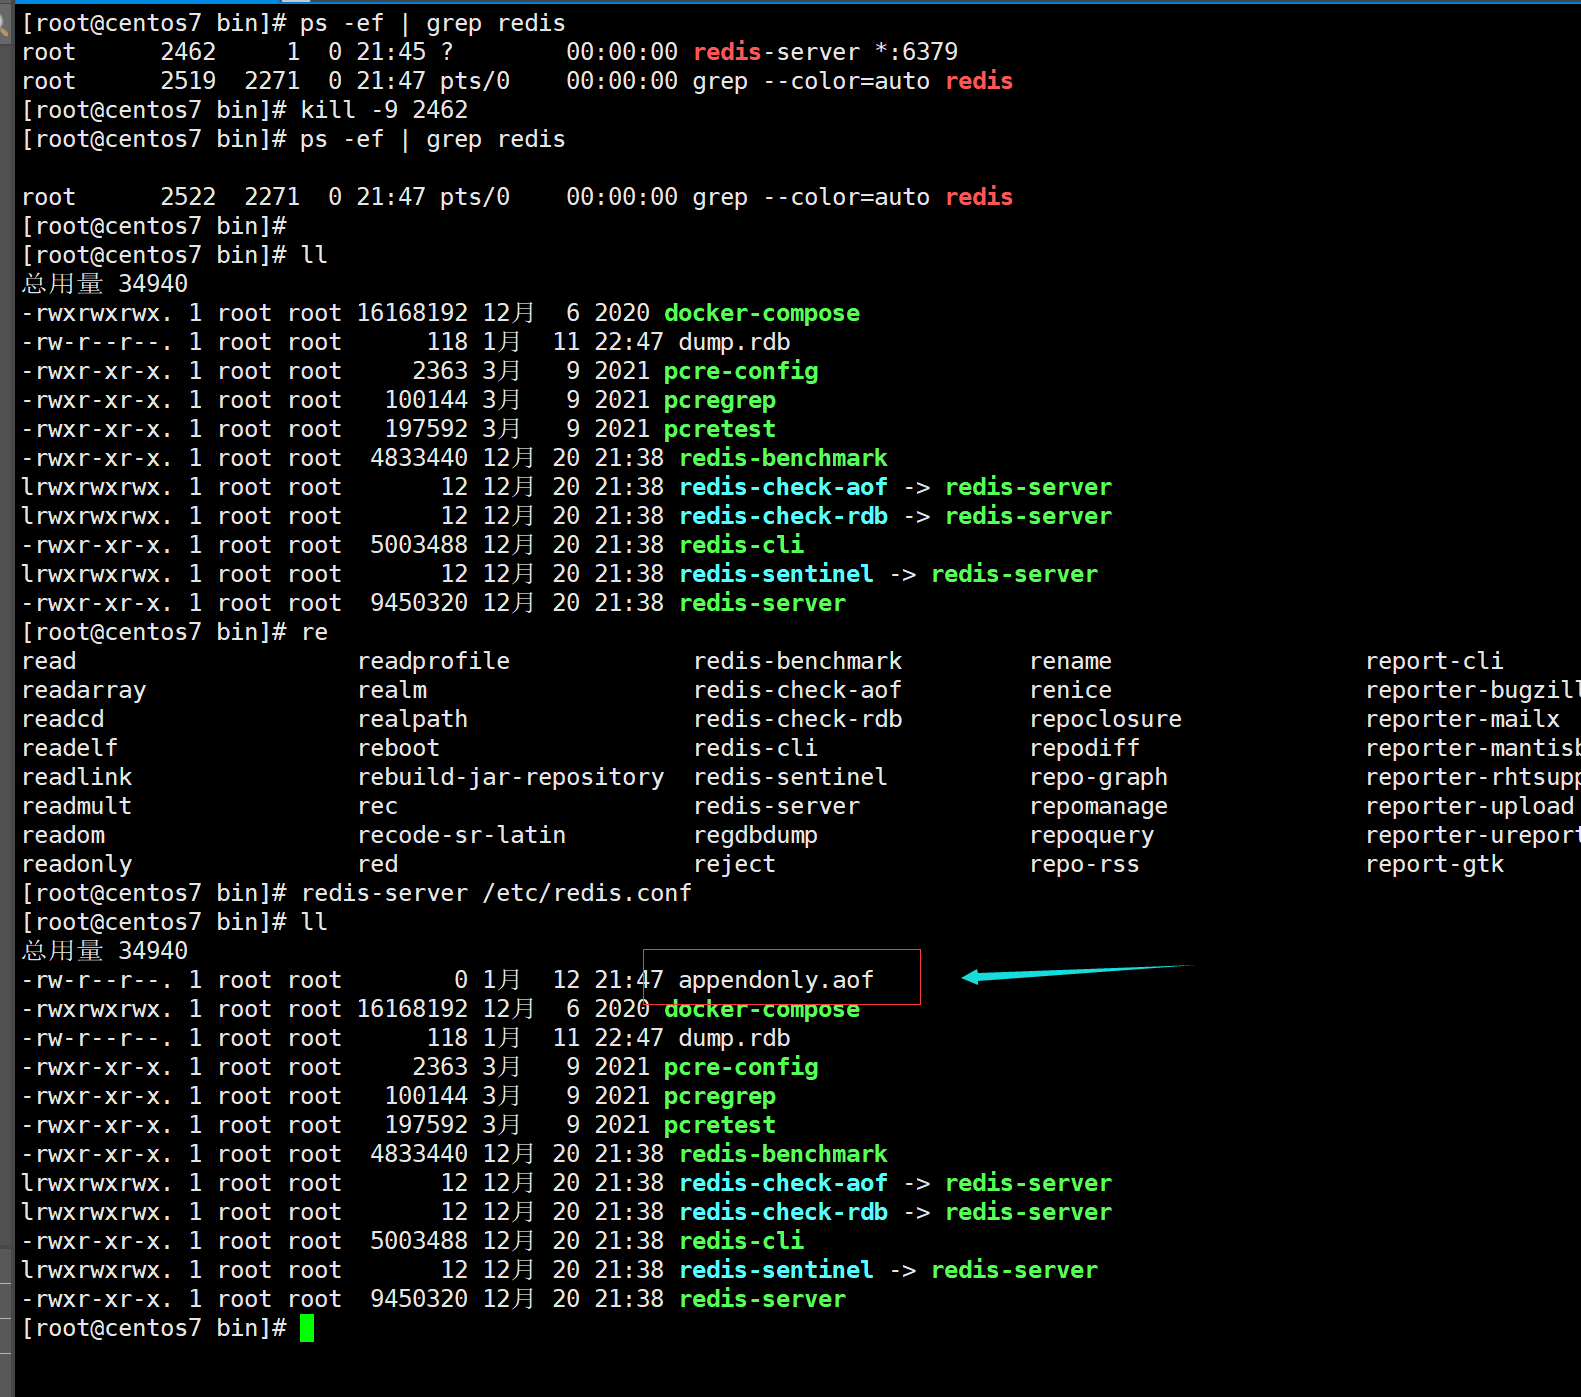 [root@centos7 bin]# ps -ef | grep redis
root      2462     1  0 21:45 ?        00:00:00 redis-server *:6379
root      2519  2271  0 21:47 pts/0    00:00:00 grep --color=auto redis
[root@centos7 bin]# kill -9 2462
[root@centos7 bin]# ps -ef | grep redis
root      2522  2271  0 21:47 pts/0    00:00:00 grep --color=auto redis
[root@centos7 bin]#
[root@centos7 bin]# ll
总用量 34940
-rwxrwxrwx. 1 root root 16168192 12月  6 2020 docker-compose
-rw-r--r--. 1 root root      118 1月  11 22:47 dump.rdb
-rwxr-xr-x. 1 root root     2363 3月   9 2021 pcre-config
-rwxr-xr-x. 1 root root   100144 3月   9 2021 pcregrep
-rwxr-xr-x. 1 root root   197592 3月   9 2021 pcretest
-rwxr-xr-x. 1 root root  4833440 12月 20 21:38 redis-benchmark
lrwxrwxrwx. 1 root root       12 12月 20 21:38 redis-check-aof -> redis-server
lrwxrwxrwx. 1 root root       12 12月 20 21:38 redis-check-rdb -> redis-server
-rwxr-xr-x. 1 root root  5003488 12月 20 21:38 redis-cli
lrwxrwxrwx. 1 root root       12 12月 20 21:38 redis-sentinel -> redis-server
-rwxr-xr-x. 1 root root  9450320 12月 20 21:38 redis-server
[root@centos7 bin]# re
read                    readprofile             redis-benchmark         rename                  report-cli
readarray               realm                   redis-check-aof         renice                  reporter-bugzill
readcd                  realpath                redis-check-rdb         repoclosure             reporter-mailx
readelf                 reboot                  redis-cli               repodiff                reporter-mantisb
readlink                rebuild-jar-repository  redis-sentinel          repo-graph              reporter-rhtsupp
readmult                rec                     redis-server            repomanage              reporter-upload
readom                  recode-sr-latin         regdbdump               repoquery               reporter-ureport
readonly                red                     reject                  repo-rss                report-gtk
[root@centos7 bin]# redis-server /etc/redis.conf
[root@centos7 bin]# ll
总用量 34940
-rw-r--r--. 1 root root        0 1月  12 21:47 appendonly.aof
-rwxrwxrwx. 1 root root 16168192 12月  6 2020 docker-compose
-rw-r--r--. 1 root root      118 1月  11 22:47 dump.rdb
-rwxr-xr-x. 1 root root     2363 3月   9 2021 pcre-config
-rwxr-xr-x. 1 root root   100144 3月   9 2021 pcregrep
-rwxr-xr-x. 1 root root   197592 3月   9 2021 pcretest
-rwxr-xr-x. 1 root root  4833440 12月 20 21:38 redis-benchmark
lrwxrwxrwx. 1 root root       12 12月 20 21:38 redis-check-aof -> redis-server
lrwxrwxrwx. 1 root root       12 12月 20 21:38 redis-check-rdb -> redis-server
-rwxr-xr-x. 1 root root  5003488 12月 20 21:38 redis-cli
lrwxrwxrwx. 1 root root       12 12月 20 21:38 redis-sentinel -> redis-server
-rwxr-xr-x. 1 root root  9450320 12月 20 21:38 redis-server
[root@centos7 bin]#